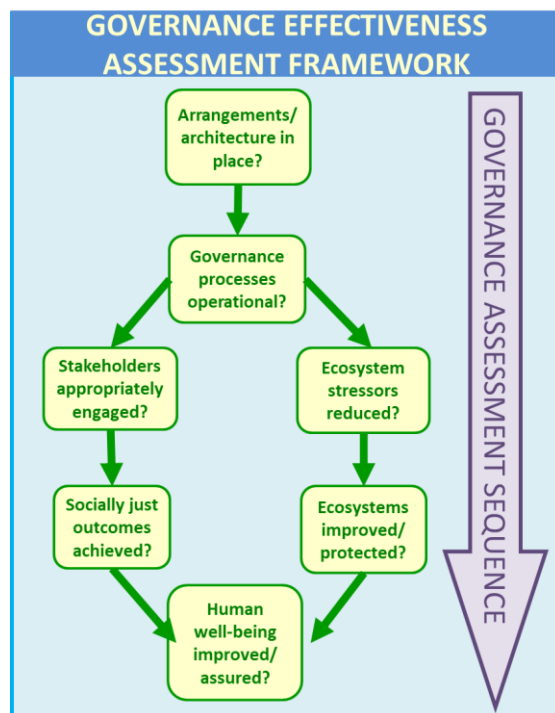 GOVERNANCE EFFECTIVENESS
ASSESSMENT FRAMEWORK
Arrangements/
architecture in
place?
Governance
processes
operational?
Stakeholders
appropriately
engaged?
Ecosystem
stressors
reduced?
Socially just
outcomes
achieved?
Ecosystems
improved/
protected?
Human
well-being
improved/
assured?
GOVERNANCE ASSESSMENT SEQUENCE